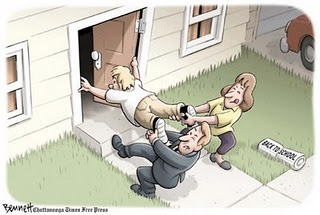 BACK TO SCHOOL
Bennett Chattanooga Times Free Press